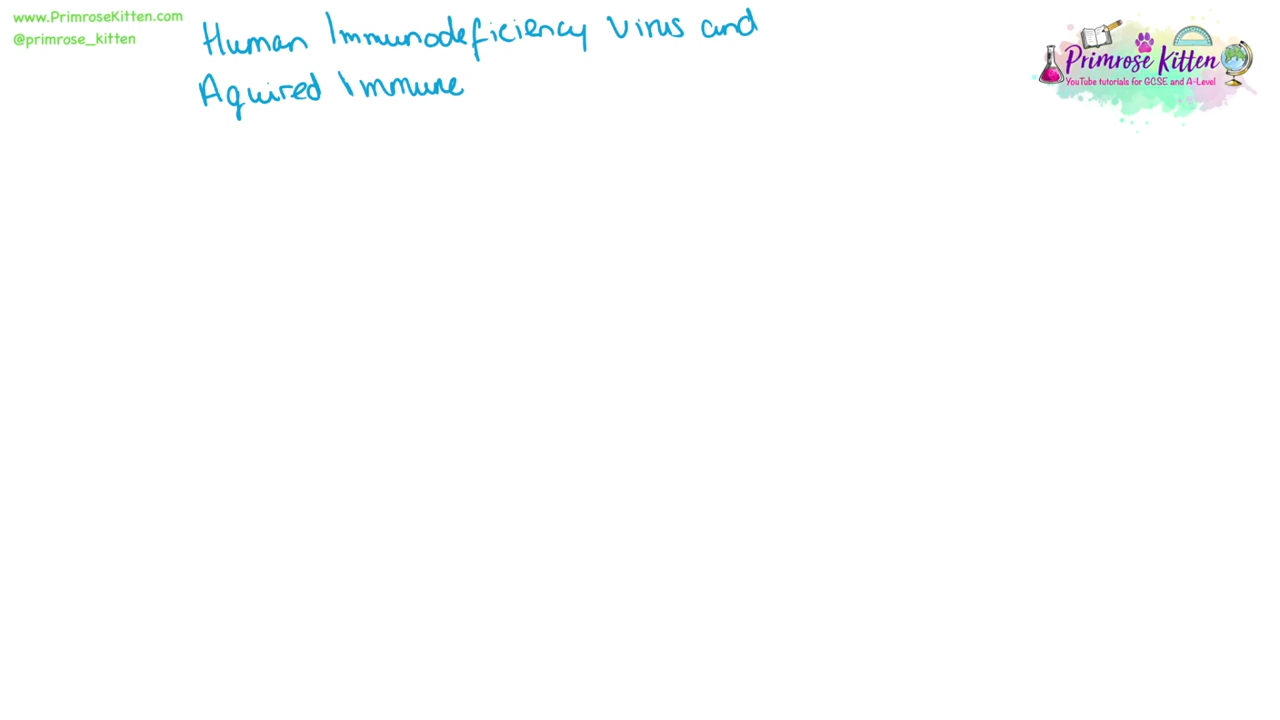 www.PrimroseKitten.com
@primrose_kitten
Human Immunodeficiency Virus and
Aquired Immune
Primrose Kitten
YouTube tutorials for GCSE and A-Level